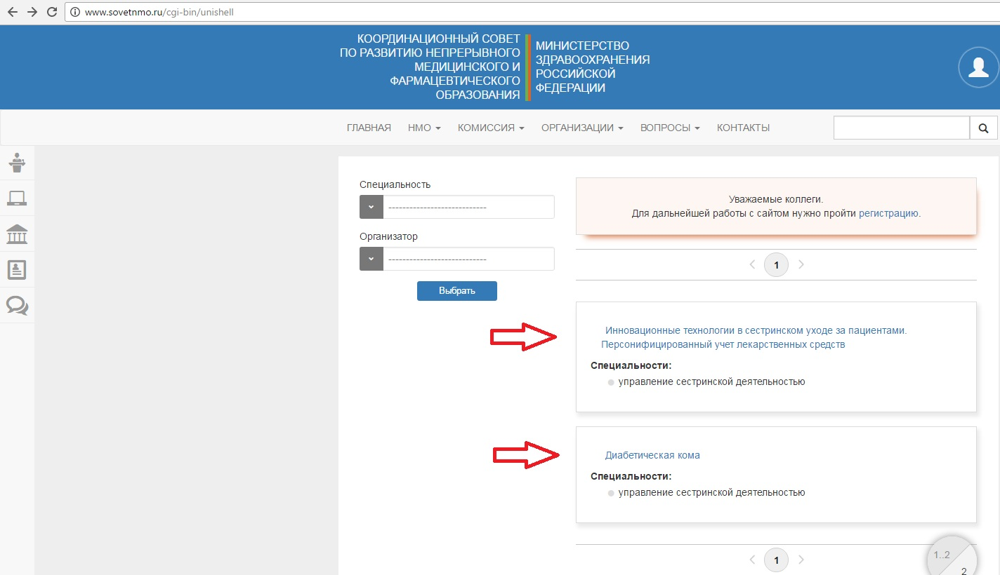 www.sovetnmo.ru/cgi-bin/unishell
КООРДИНАЦИОННЫЙ СОВЕТ
ПО РАЗВИТИЮ НЕПРЕРЫВНОГО
МЕДИЦИНСКОГО И
ФАРМАЦЕВТИЧЕСКОГО
ОБРАЗОВАНИЯ
МИНИСТЕРСТВО
ЗДРАВООХРАНЕНИЯ
РОССИЙСКОЙ
ФЕДЕРАЦИИ
ГЛАВНАЯ НМО КОМИССИЯ ОРГАНИЗАЦИИ ВОПРОСЫ КОНТАКТЫ
Специальность
----------------------------
Организатор
----------------------------
Выбрать
Уважаемые коллеги.
Для дальнейшей работы с сайтом нужно пройти регистрацию.
1
Инновационные технологии в сестринском уходе за пациентами.
Персонифицированный учет лекарственных средств
Специальности:
управление сестринской деятельностью
Диабетическая кома
Специальности:
управление сестринской деятельностью
1
1..2
2